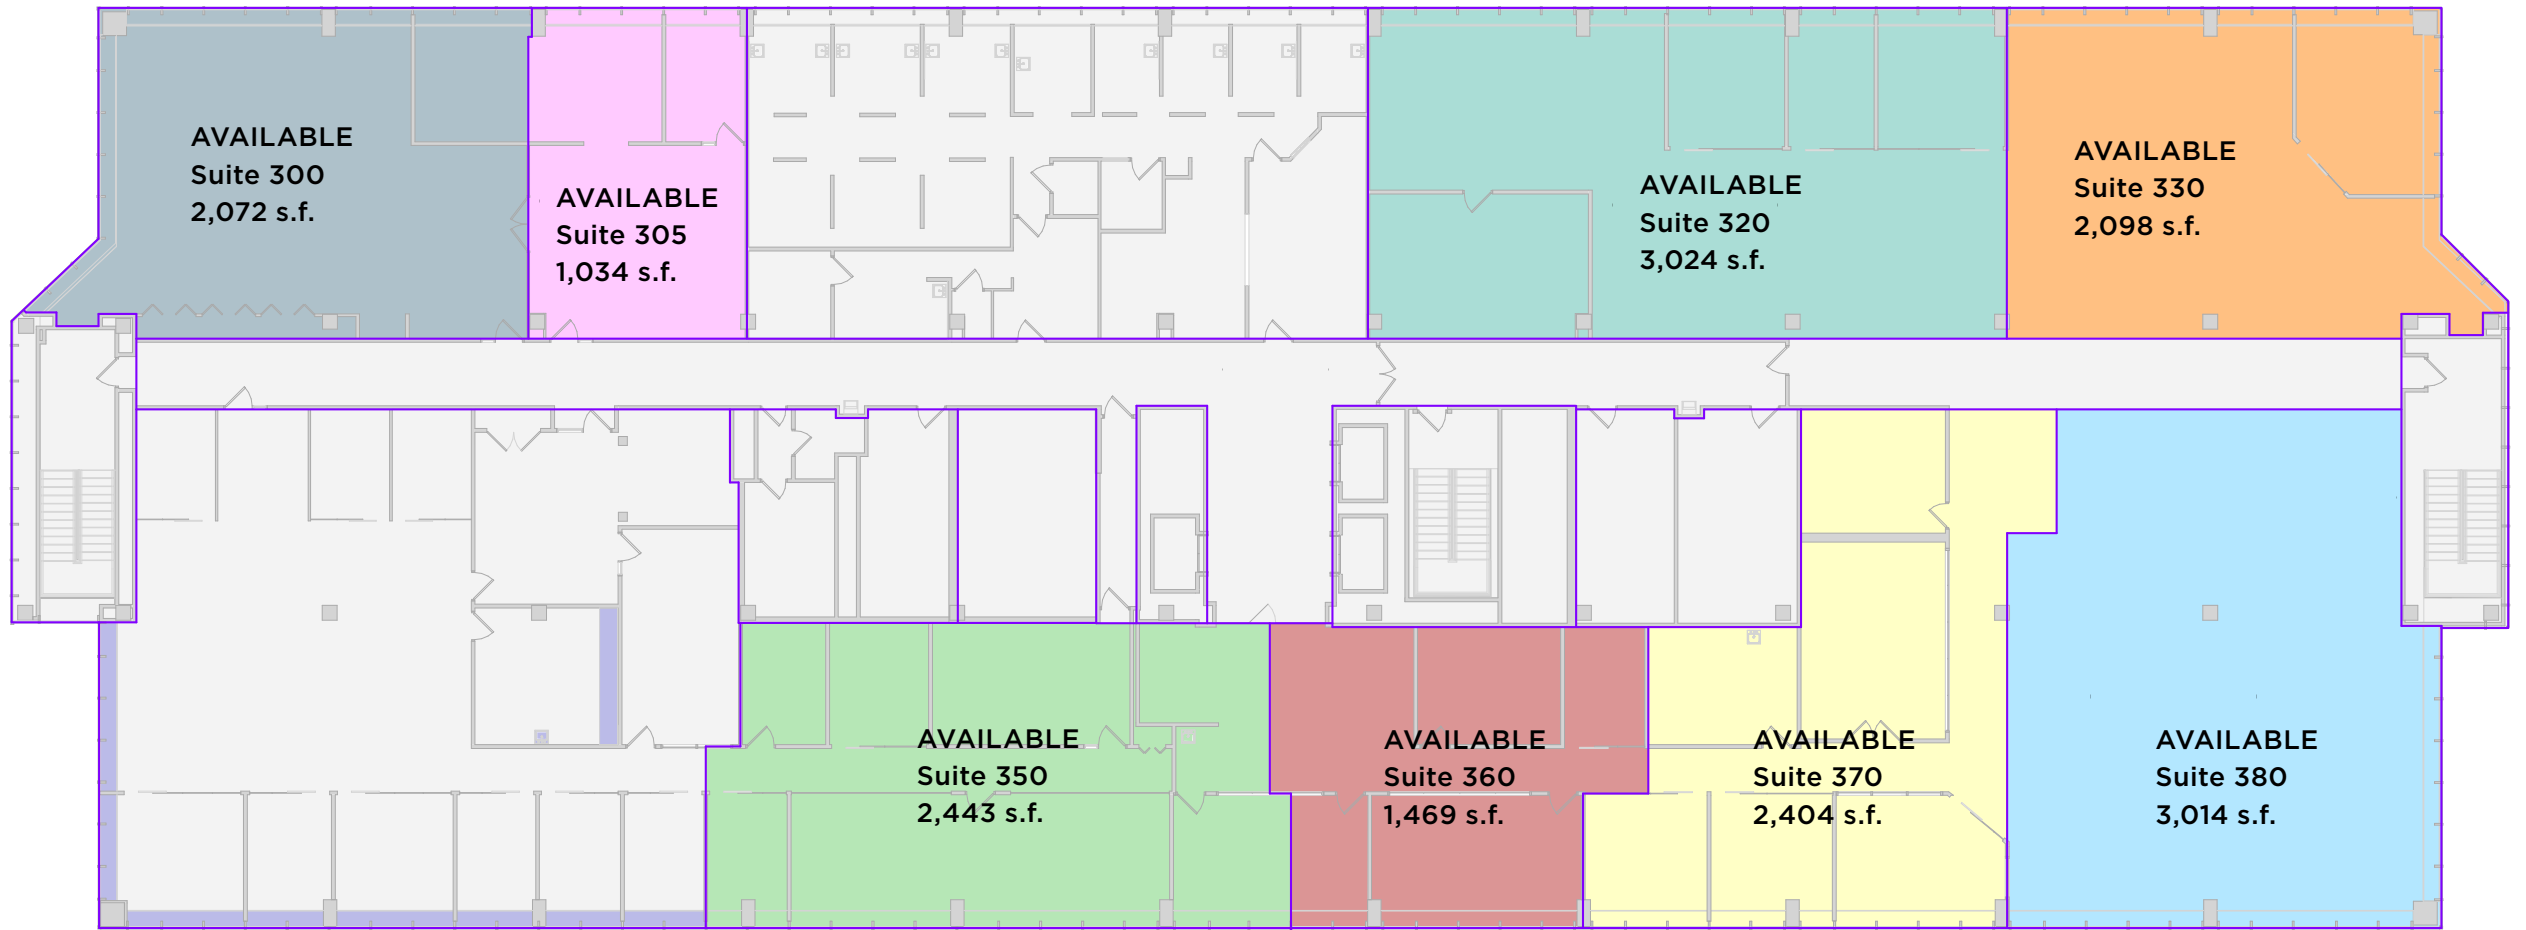 AVAILABLE
Suite 300
2,072 s.f.
AVAILABLE
Suite 305
1,034 s.f.
AVAILABLE
Suite 320
3,024 s.f.
AVAILABLE
Suite 330
2,098 s.f.
AVAILABLE
Suite 350
2,443 s.f.
AVAILABLE
Suite 360
1,469 s.f.
AVAILABLE
Suite 370
2,404 s.f.
AVAILABLE
Suite 380
3,014 s.f.